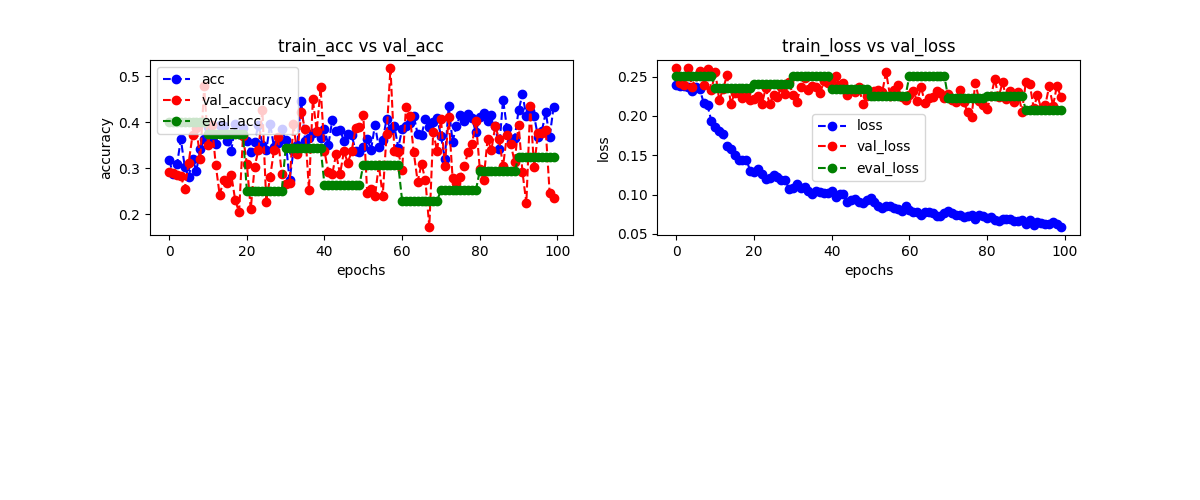 train_acc vs val_acc
0.5
0.4
0.3
0.2
accuracy
acc
val_accuracy
eval_acc
0
20
40
60
80
100
epochs
train_loss vs val_loss
0.25
0.20
0.15
0.10
0.05
loss
loss
val_loss
eval_loss
0
20
40
60
80
100
epochs